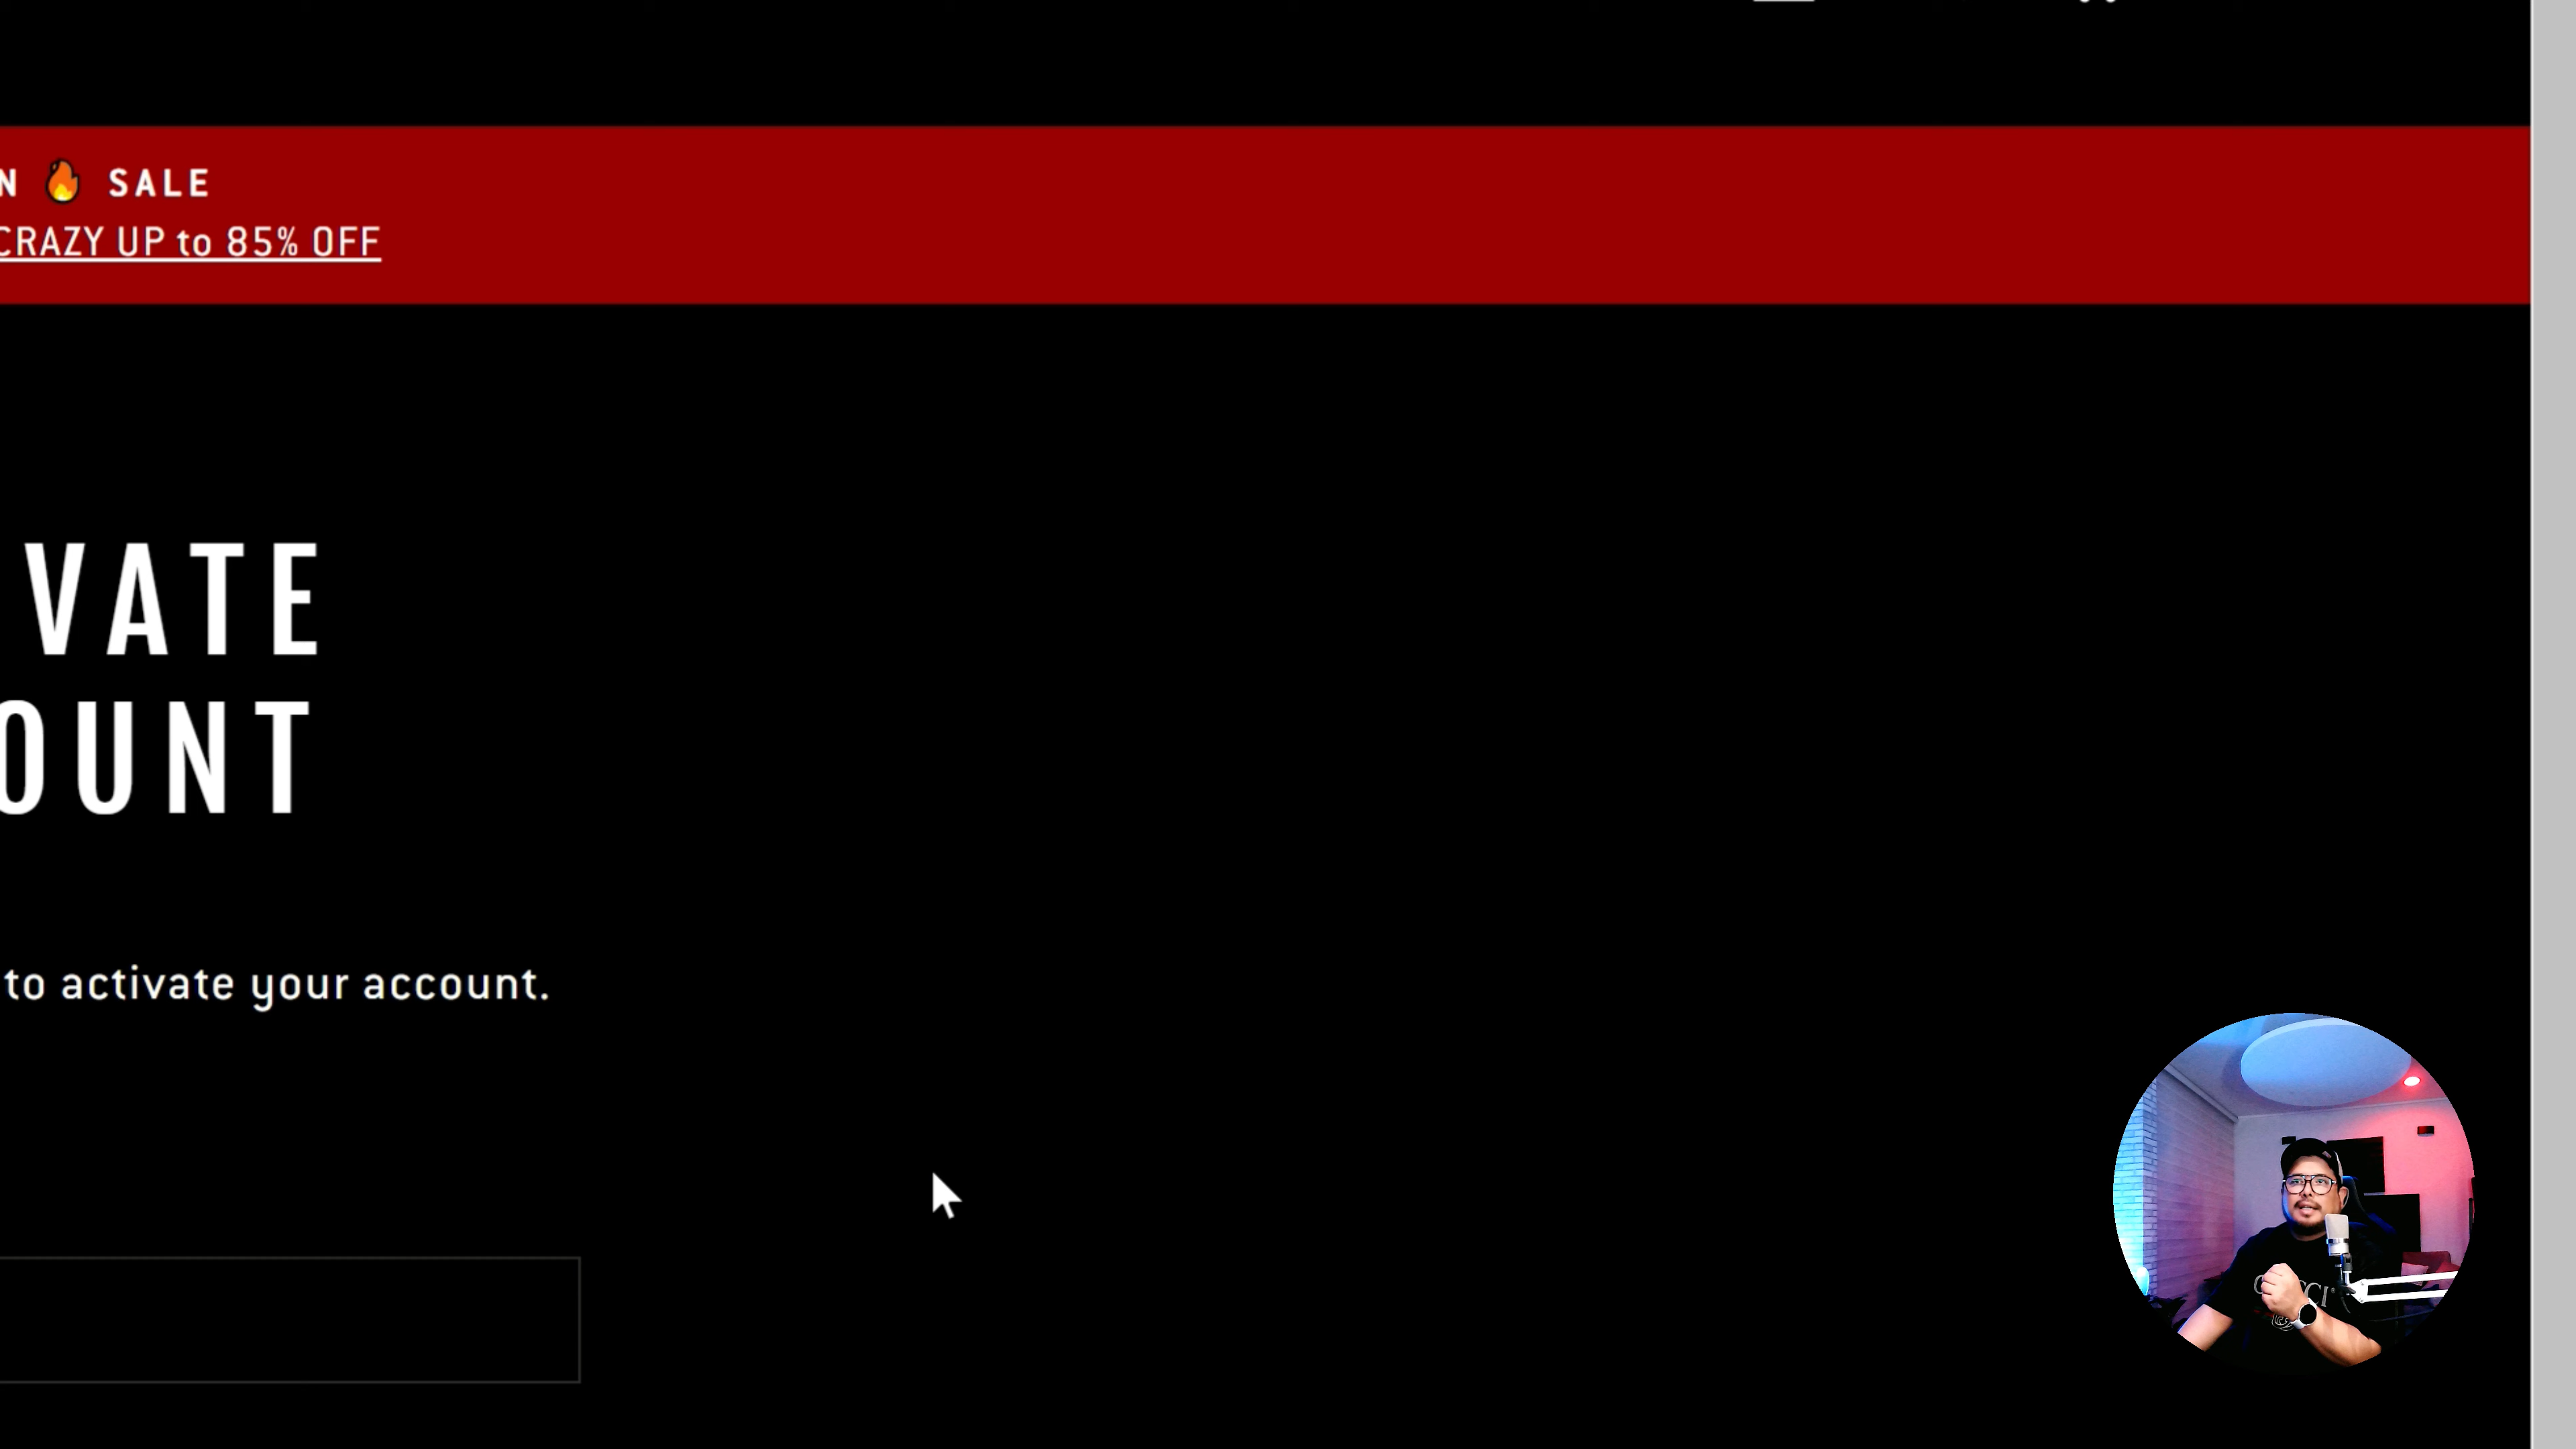 N 🔥 SALE
CRAZY UP to 85% OFF
VATE
OUNT
to activate your account.